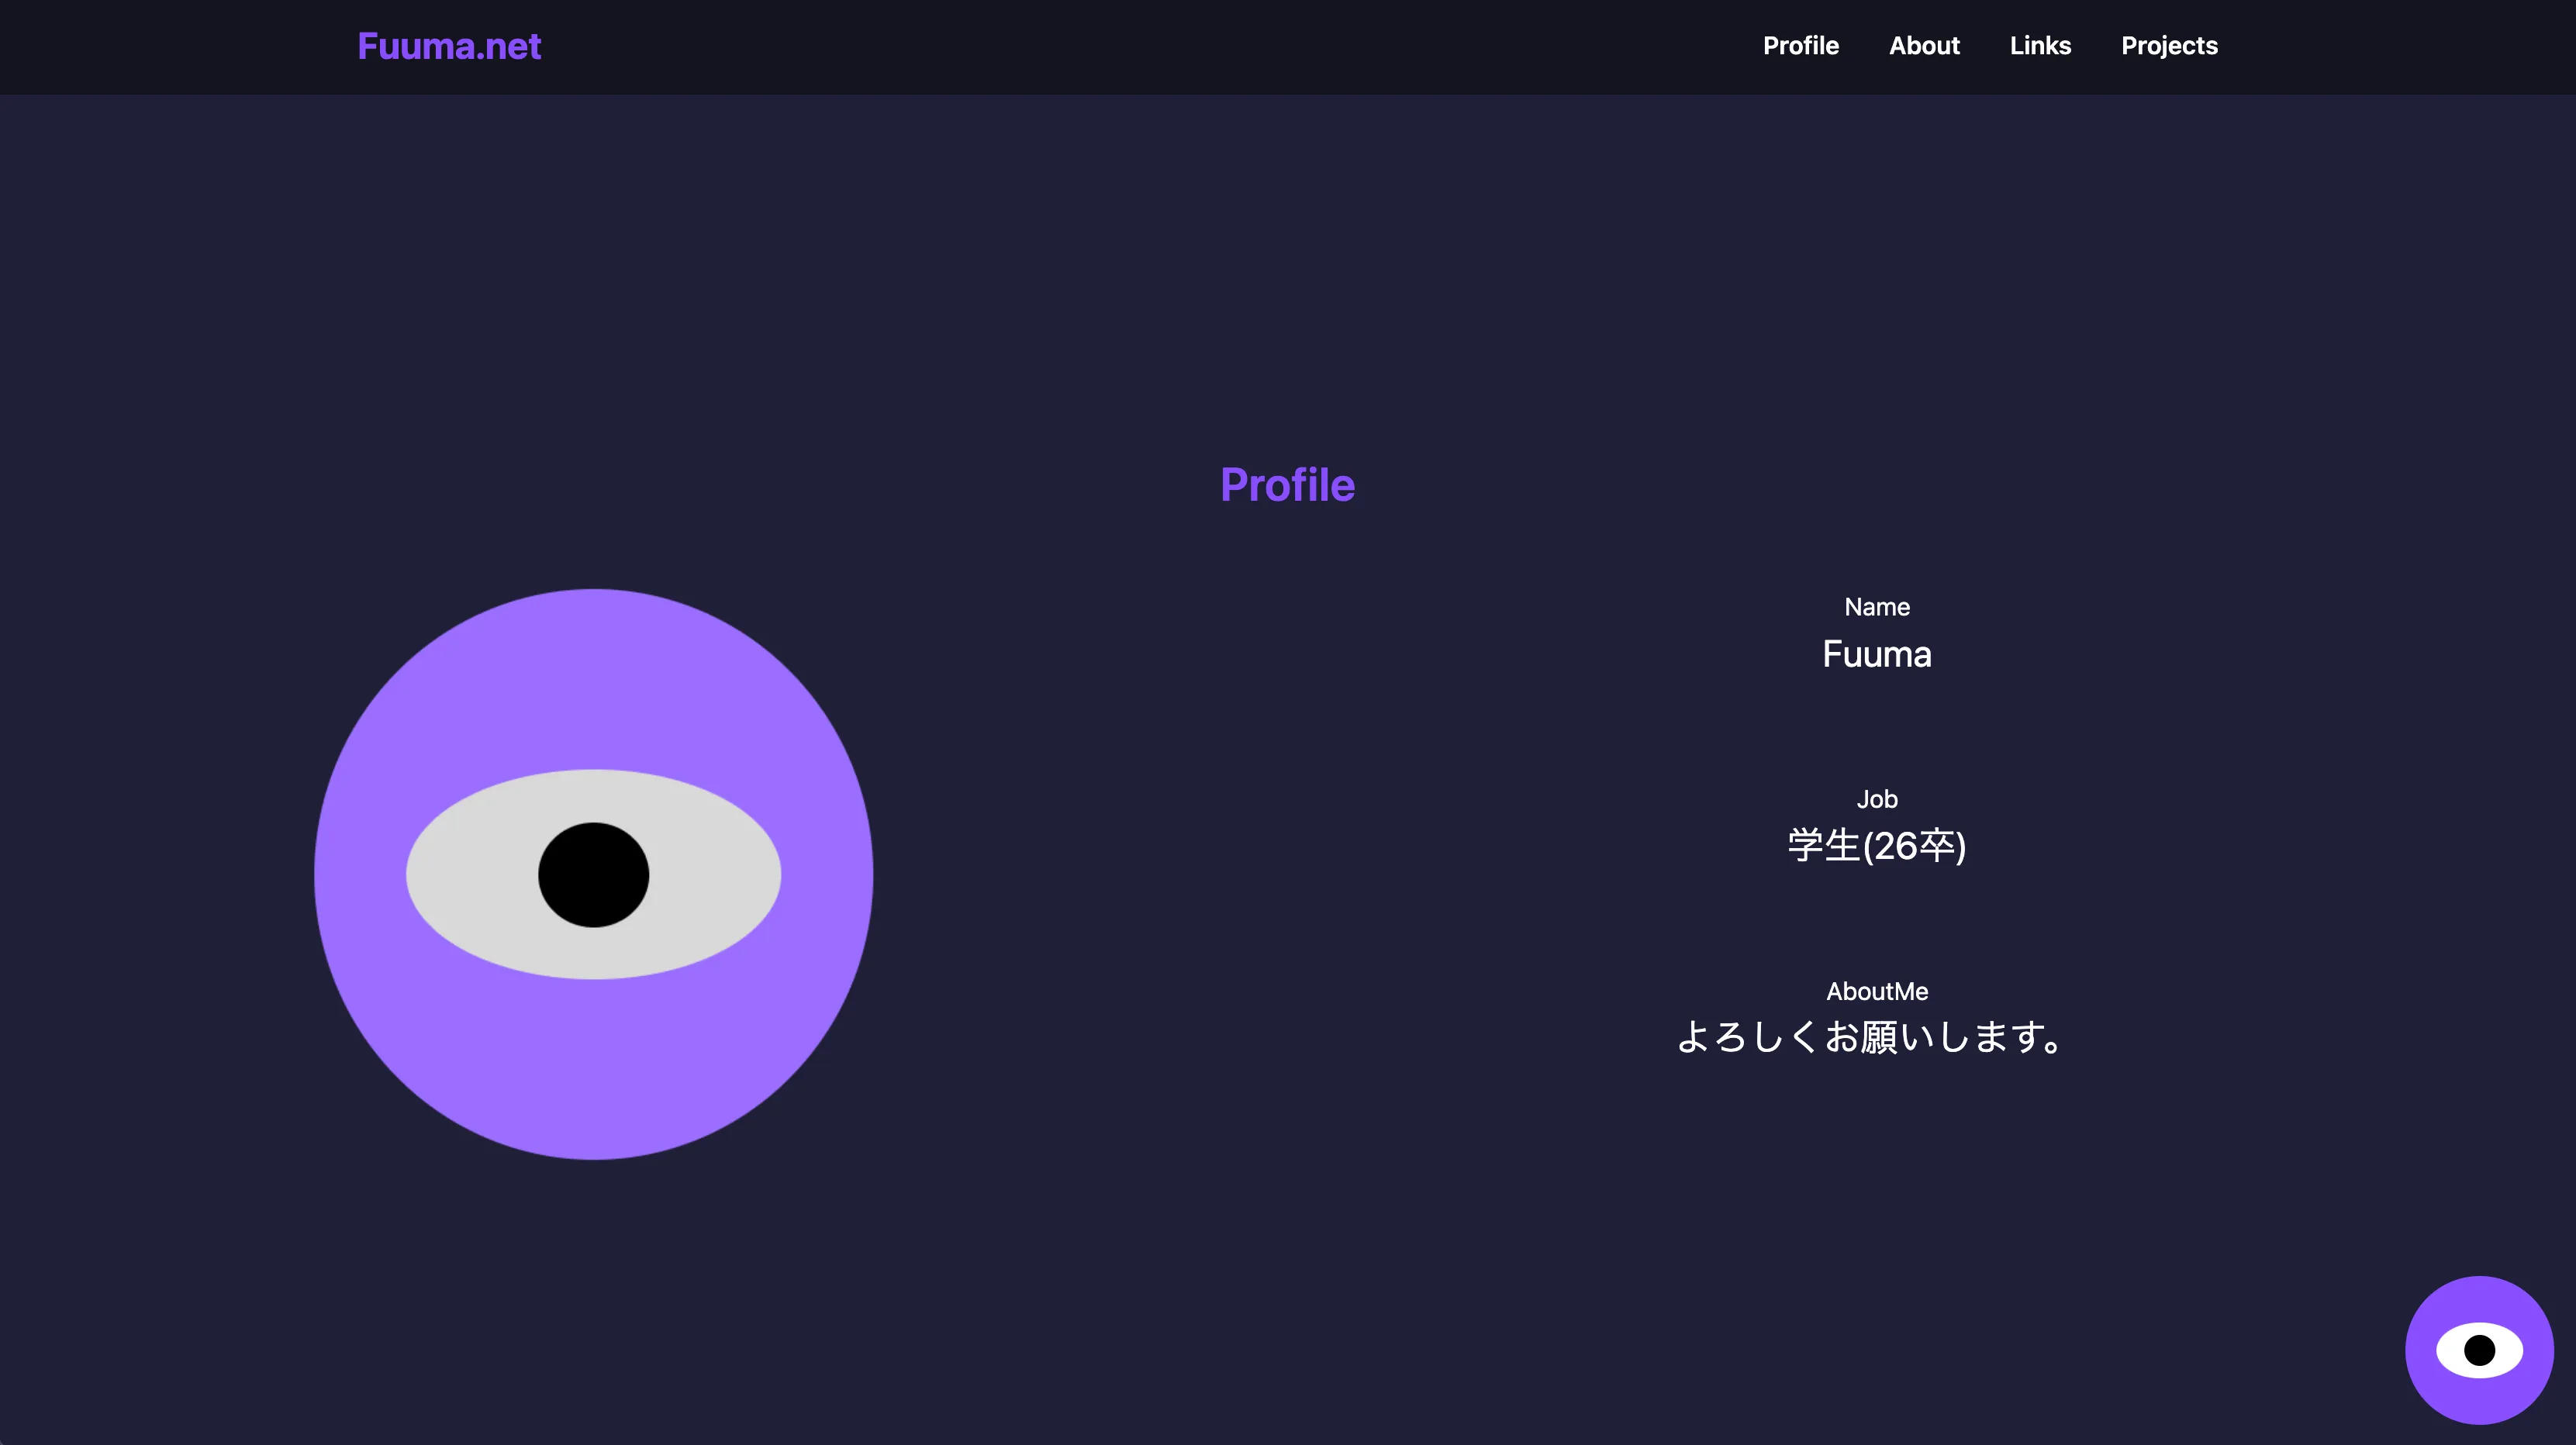 Fuuma.net
Profile About Links Projects
Profile
Name
Fuuma
Job
学生(26卒)
AboutMe
よろしくお願いします。